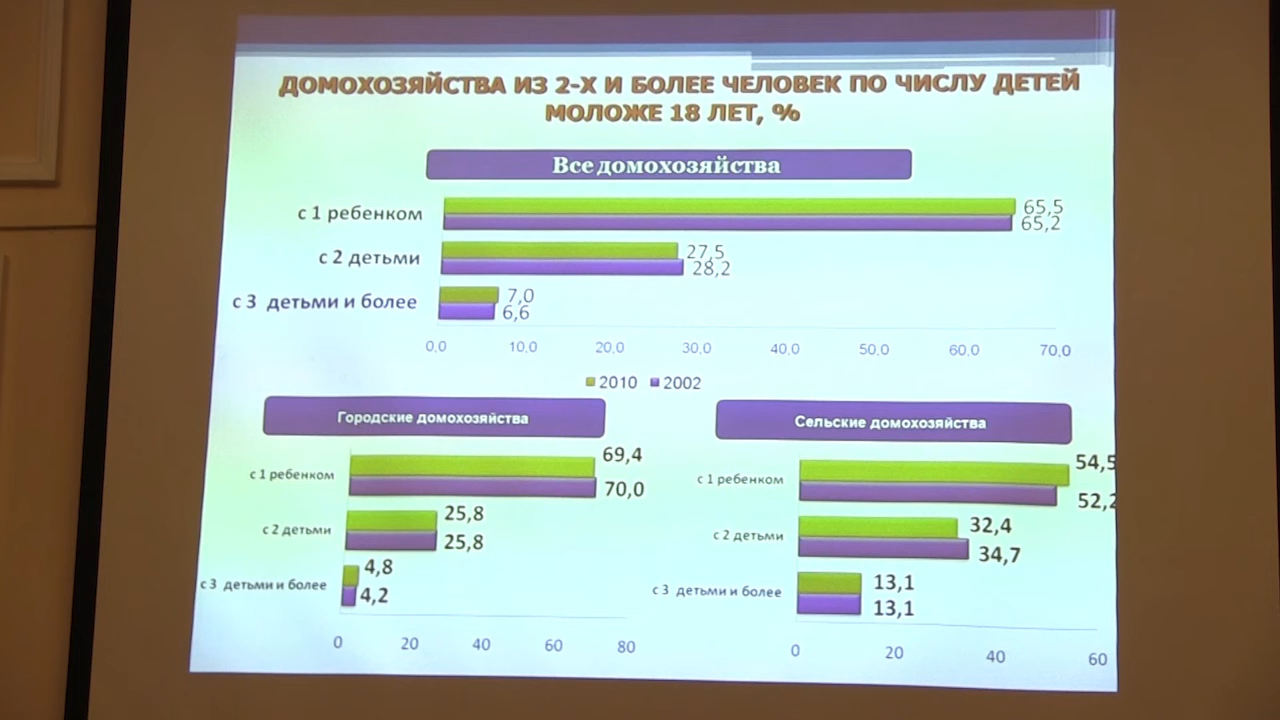 ДОМОХОЗЯЙСТВА ИЗ 2-Х И БОЛЕЕ ЧЕЛОВЕК ПО ЧИСЛУ ДЕТЕЙ
МОЛОЖЕ 18 ЛЕТ, %
Все домохозяйства
с 1 ребенком 65,5
65,2
с 2 детьми 27,5
28,2
с 3 детьми и более 7,0
6,6
0,0 10,0 20,0 30,0 40,0 50,0 60,0 70,0
2010 2002
Городские домохозяйства
с 1 ребенком 69,4
70,0
с 2 детьми 25,8
25,8
с 3 детьми и более 4,8
4,2
0 20 40 60 80
Сельские домохозяйства
с 1 ребенком 54,5
52,2
с 2 детьми 32,4
34,7
с 3 детьми и более 13,1
13,1
0 20 40 60